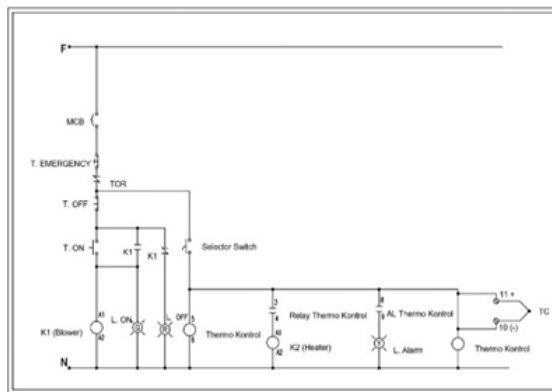 F
MCB
T. EMERGENCY
TOR
T. OFF
T. ON
K1
K1
Selector Switch
11 +
TC
10 (-)
A1
A2
K1 (Blower)
L. ON
G
L. OFF
R
5
6
Thermo Kontrol
3
4
Relay Thermo Kontrol
A1
A2
K2 (Heater)
8
9
AL Thermo Kontrol
Y
L. Alarm
Thermo Kontrol
N